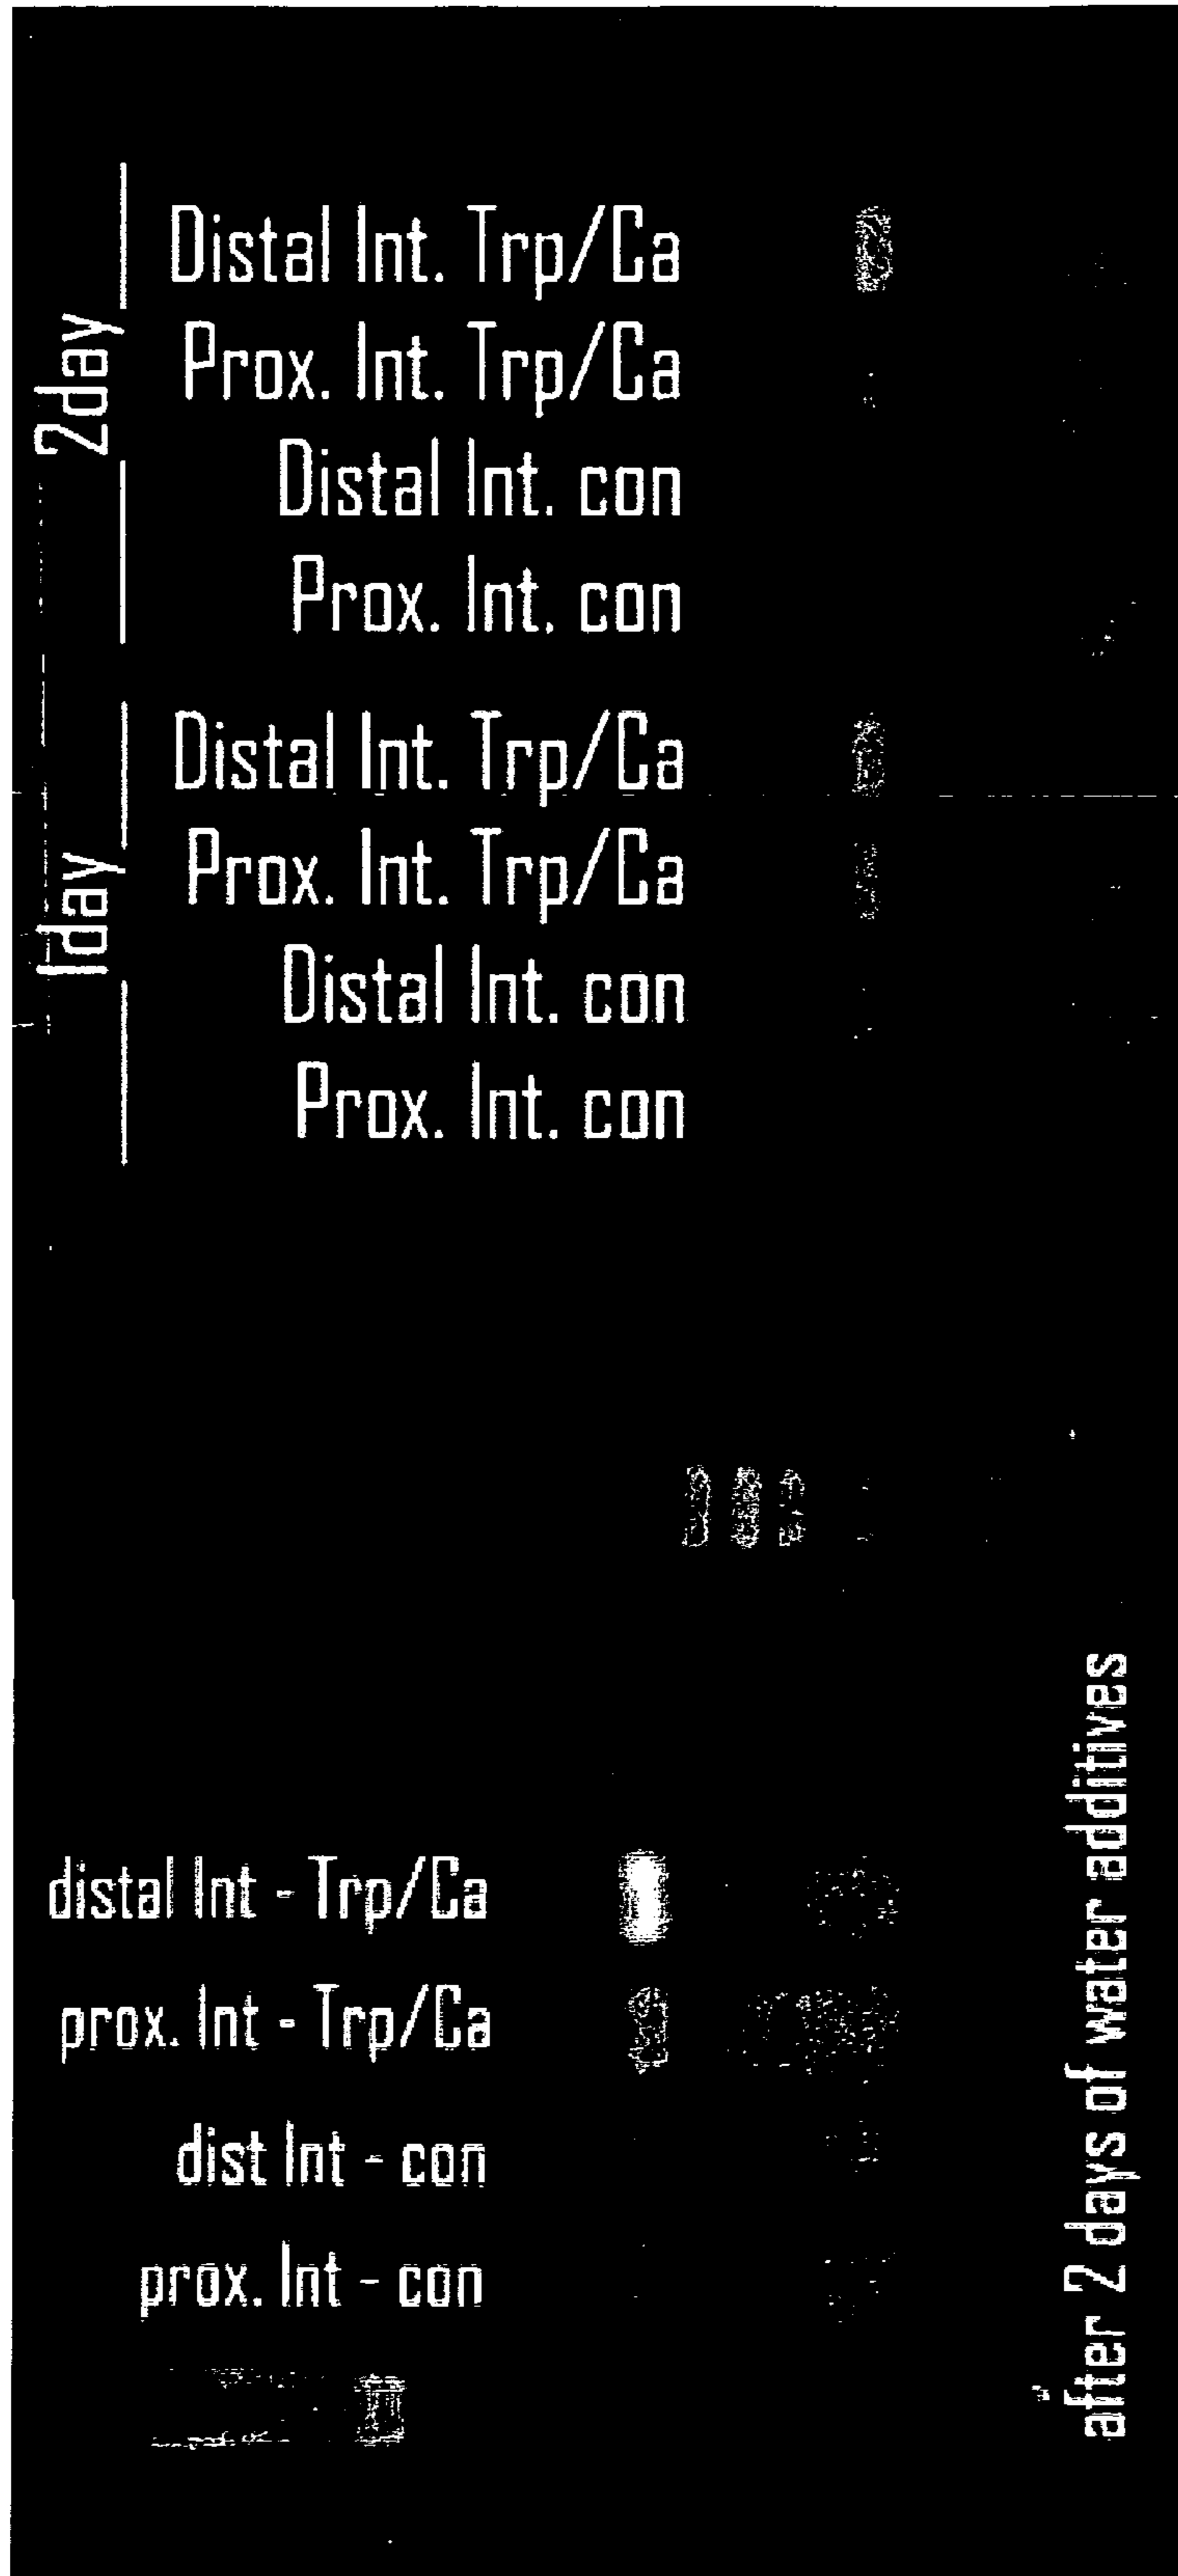 2day
Distal Int. Trp/Ca
Prox. Int. Trp/Ca
Distal Int. con
Prox. Int. con
1day
Distal Int. Trp/Ca
Prox. Int. Trp/Ca
Distal Int. con
Prox. Int. con
distal Int - Trp/Ca
prox. Int - Trp/Ca
dist Int - con
prox. Int - con
after 2 days of water additives